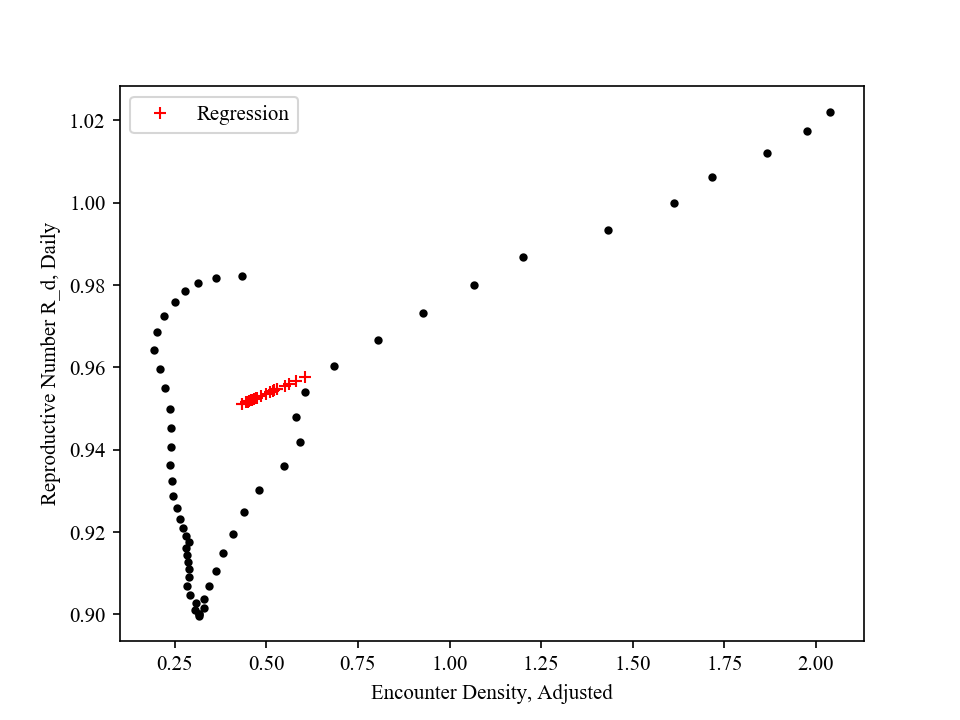 Regression
1.02
1.00
0.98
0.96
0.94
0.92
0.90
Reproductive Number R_d, Daily
0.25 0.50 0.75 1.00 1.25 1.50 1.75 2.00
Encounter Density, Adjusted